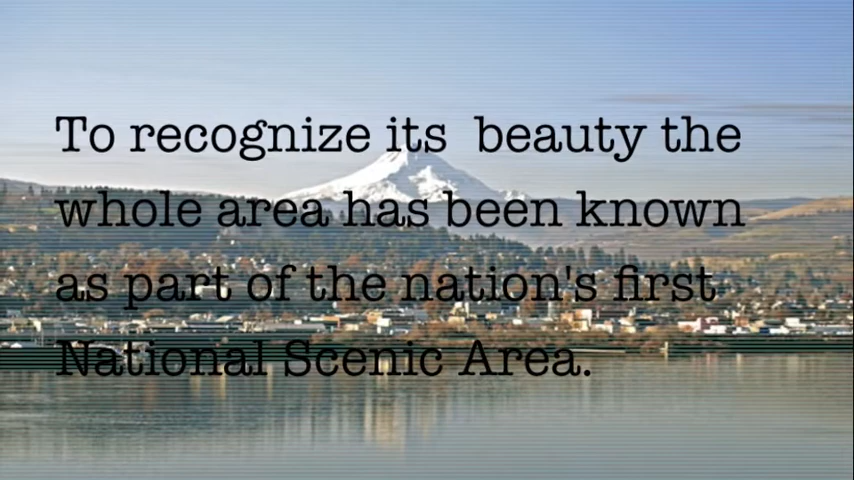 To recognize its  beauty the
whole area has been known
as part of the nation's first
National Scenic Area.